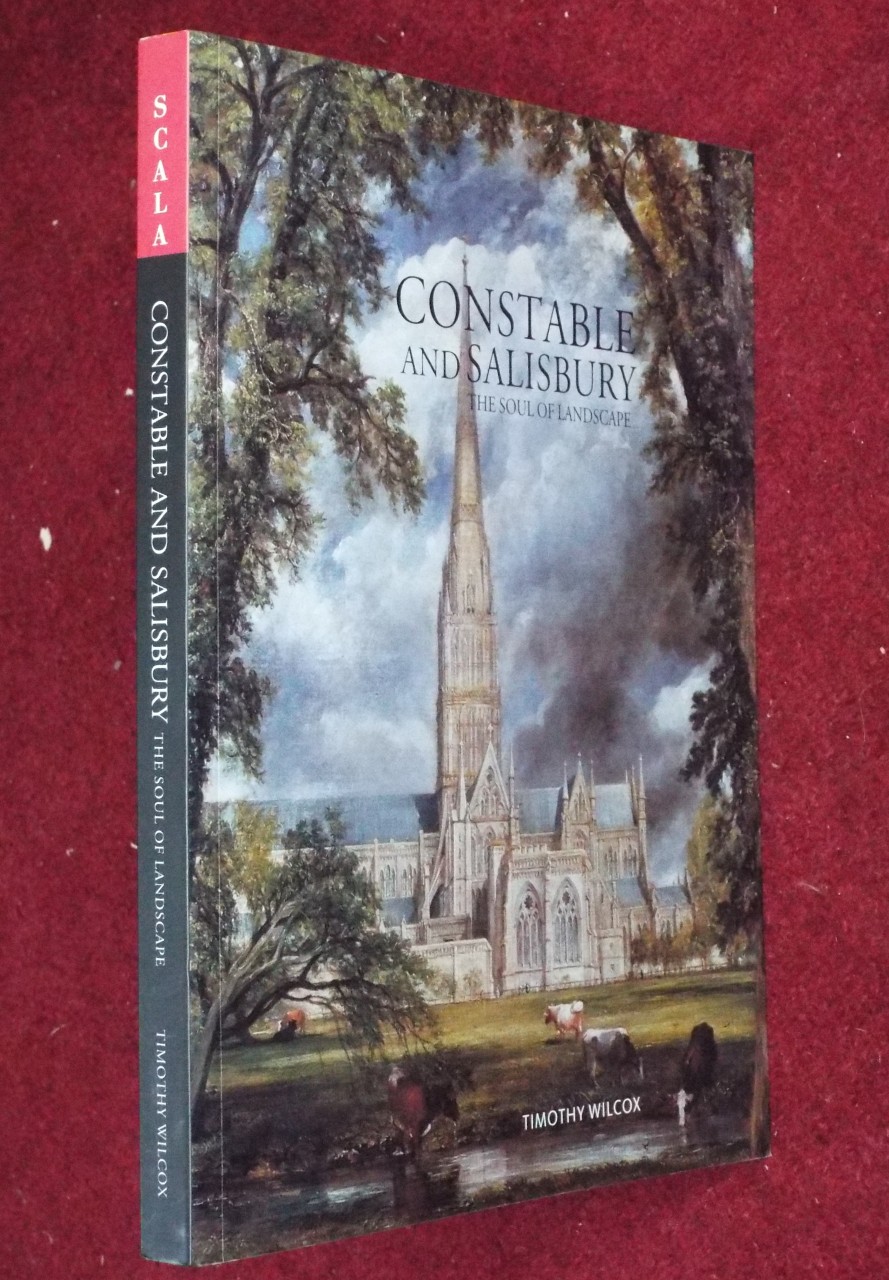 SCALA
CONSTABLE AND SALISBURY THE SOUL OF LANDSCAPE
TIMOTHY WILCOX
CONSTABLE
AND SALISBURY
THE SOUL OF LANDSCAPE
TIMOTHY WILCOX